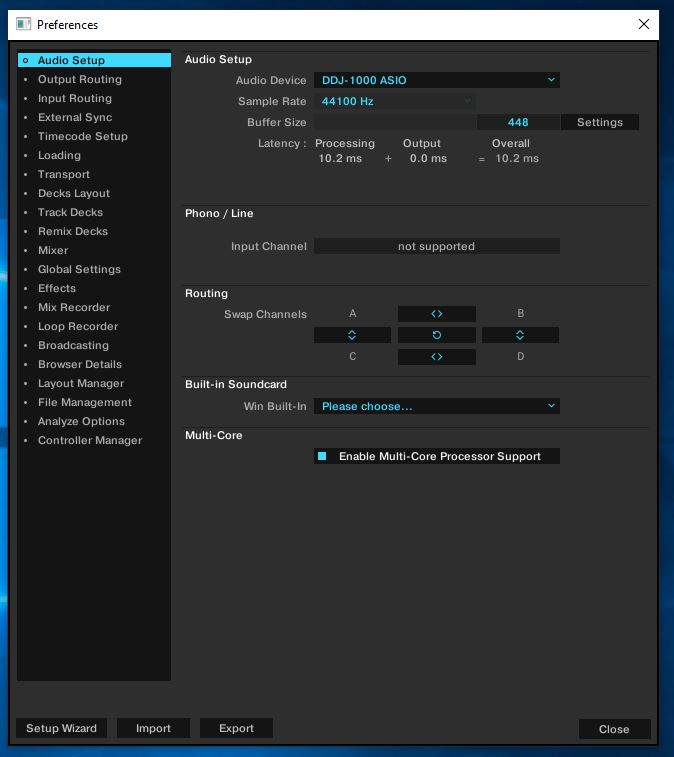 Preferences
Audio Setup
Output Routing
Input Routing
External Sync
Timecode Setup
Loading
Transport
Decks Layout
Track Decks
Remix Decks
Mixer
Global Settings
Effects
Mix Recorder
Loop Recorder
Broadcasting
Browser Details
Layout Manager
File Management
Analyze Options
Controller Manager
Audio Setup
Audio Device DDJ-1000 ASIO
Sample Rate 44100 Hz
Buffer Size 448 Settings
Latency : Processing Output Overall
10.2 ms + 0.0 ms = 10.2 ms
Phono / Line
Input Channel not supported
Routing
Swap Channels A B
C D
Built-in Soundcard
Win Built-In Please choose...
Multi-Core
Enable Multi-Core Processor Support
Setup Wizard Import Export Close